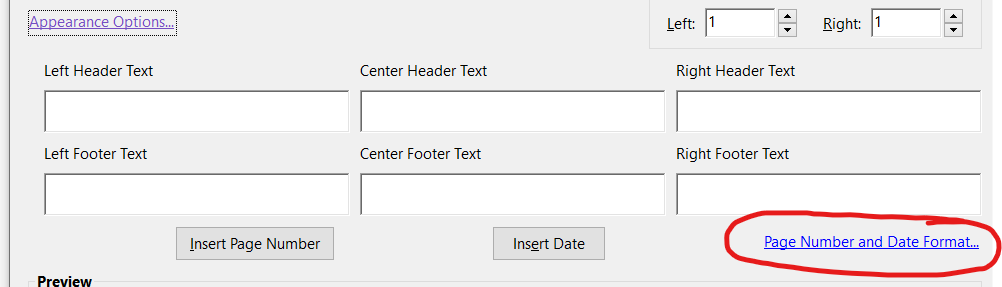 Appearance Options...
Left: 1 Right: 1
Left Header Text Center Header Text Right Header Text
Left Footer Text Center Footer Text Right Footer Text
Insert Page Number Insert Date Page Number and Date Format...
Preview